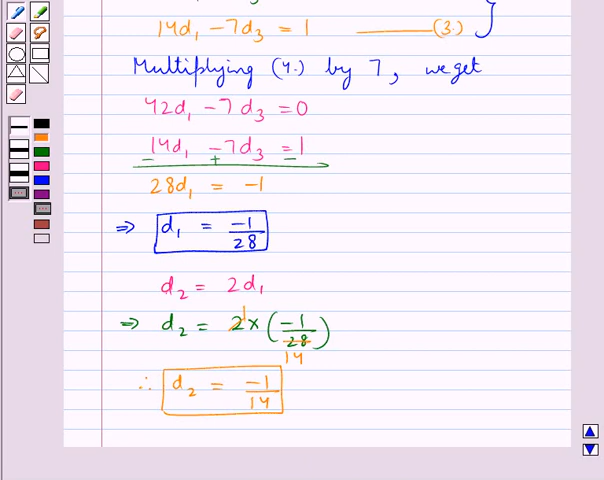 14d₁ - 7d₃ = 1 ——— (3.)
Multiplying (4.) by 7, we get
42d₁ - 7d₃ = 0
14d₁ - 7d₃ = 1
- + -
28d₁ = -1
⇒ d₁ = -1/28
d₂ = 2d₁
⇒ d₂ = 2 × (-1/28)
1 14
∴ d₂ = -1/14